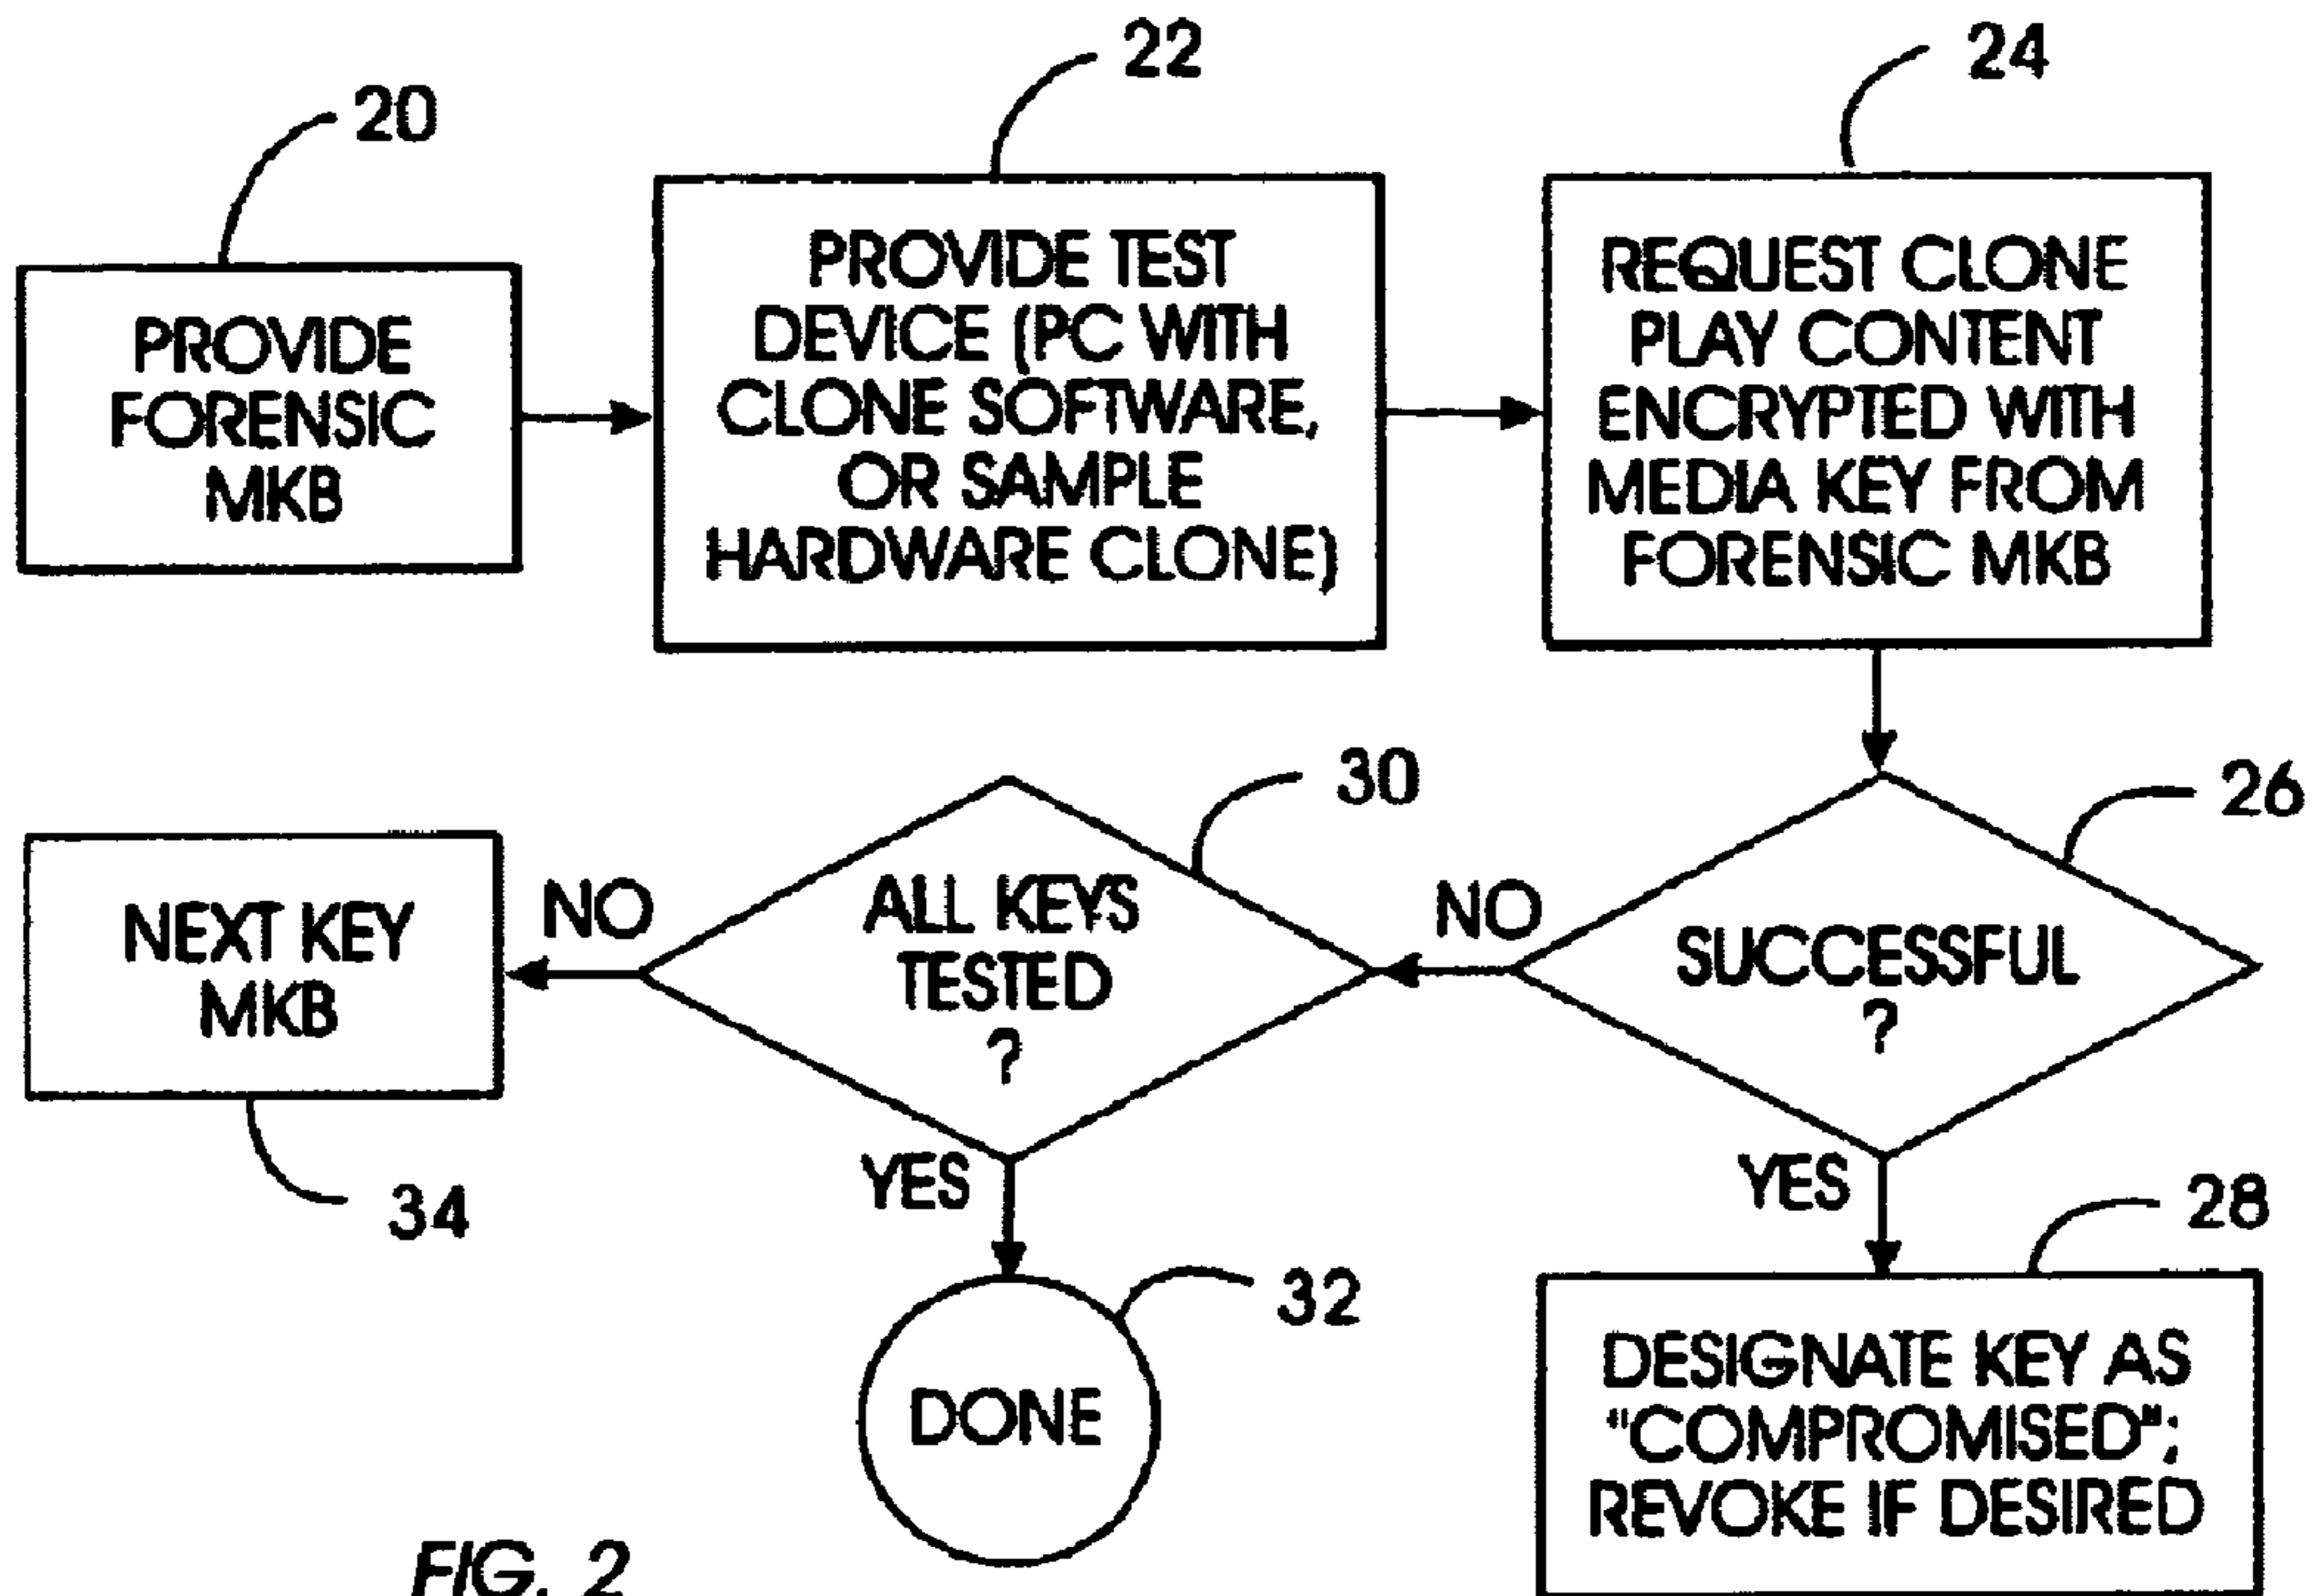 20
22
24
PROVIDE
FORENSIC
MKB
PROVIDE TEST
DEVICE (PC WITH
CLONE SOFTWARE,
OR SAMPLE
HARDWARE CLONE)
REQUEST CLONE
PLAY CONTENT
ENCRYPTED WITH
MEDIA KEY FROM
FORENSIC MKB
30
26
NEXT KEY
MKB
NO
ALL KEYS
TESTED
?
NO
SUCCESSFUL
?
34
YES
YES
28
32
DONE
DESIGNATE KEY AS
"COMPROMISED";
REVOKE IF DESIRED
FIG. 2